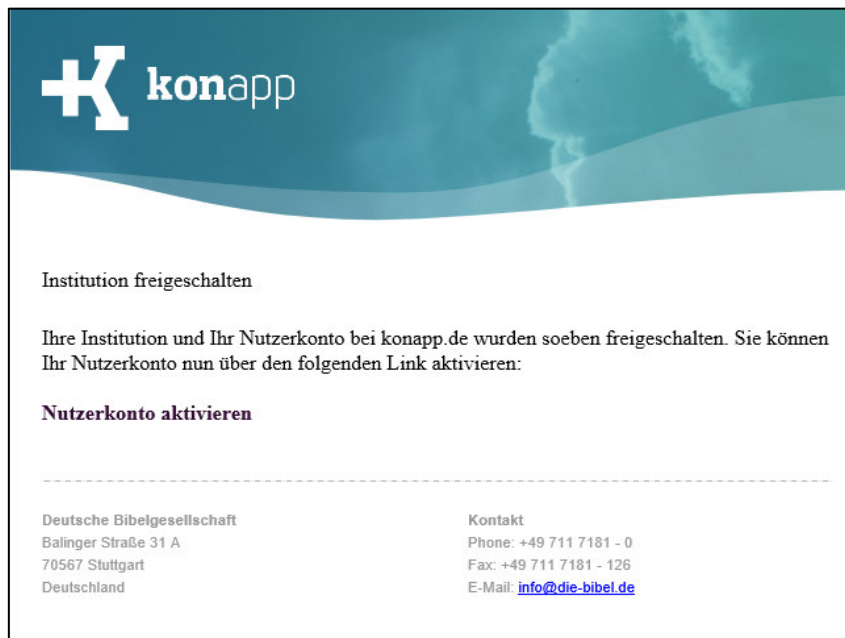 konapp
Institution freigeschalten
Ihre Institution und Ihr Nutzerkonto bei konapp.de wurden soeben freigeschalten. Sie können
Ihr Nutzerkonto nun über den folgenden Link aktivieren:
Nutzerkonto aktivieren
Deutsche Bibelgesellschaft
Balinger Straße 31 A
70567 Stuttgart
Deutschland
Kontakt
Phone: +49 711 7181 - 0
Fax: +49 711 7181 - 126
E-Mail: info@die-bibel.de